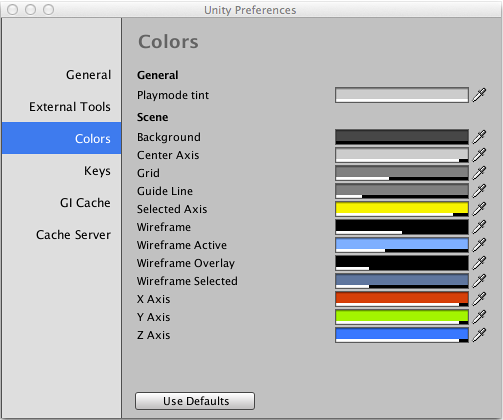 Unity Preferences
General
External Tools
Colors
Keys
GI Cache
Cache Server
Colors
General
Playmode tint
Scene
Background
Center Axis
Grid
Guide Line
Selected Axis
Wireframe
Wireframe Active
Wireframe Overlay
Wireframe Selected
X Axis
Y Axis
Z Axis
Use Defaults